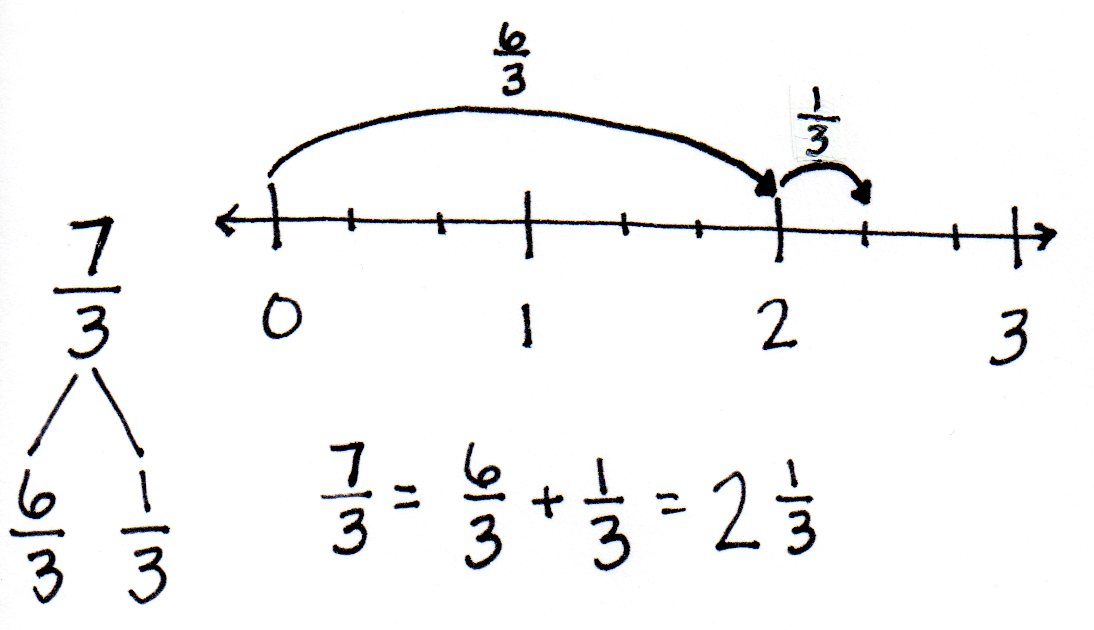 6/3
1/3
0 1 2 3
7/3
6/3 1/3
7/3 = 6/3 + 1/3 = 2 1/3